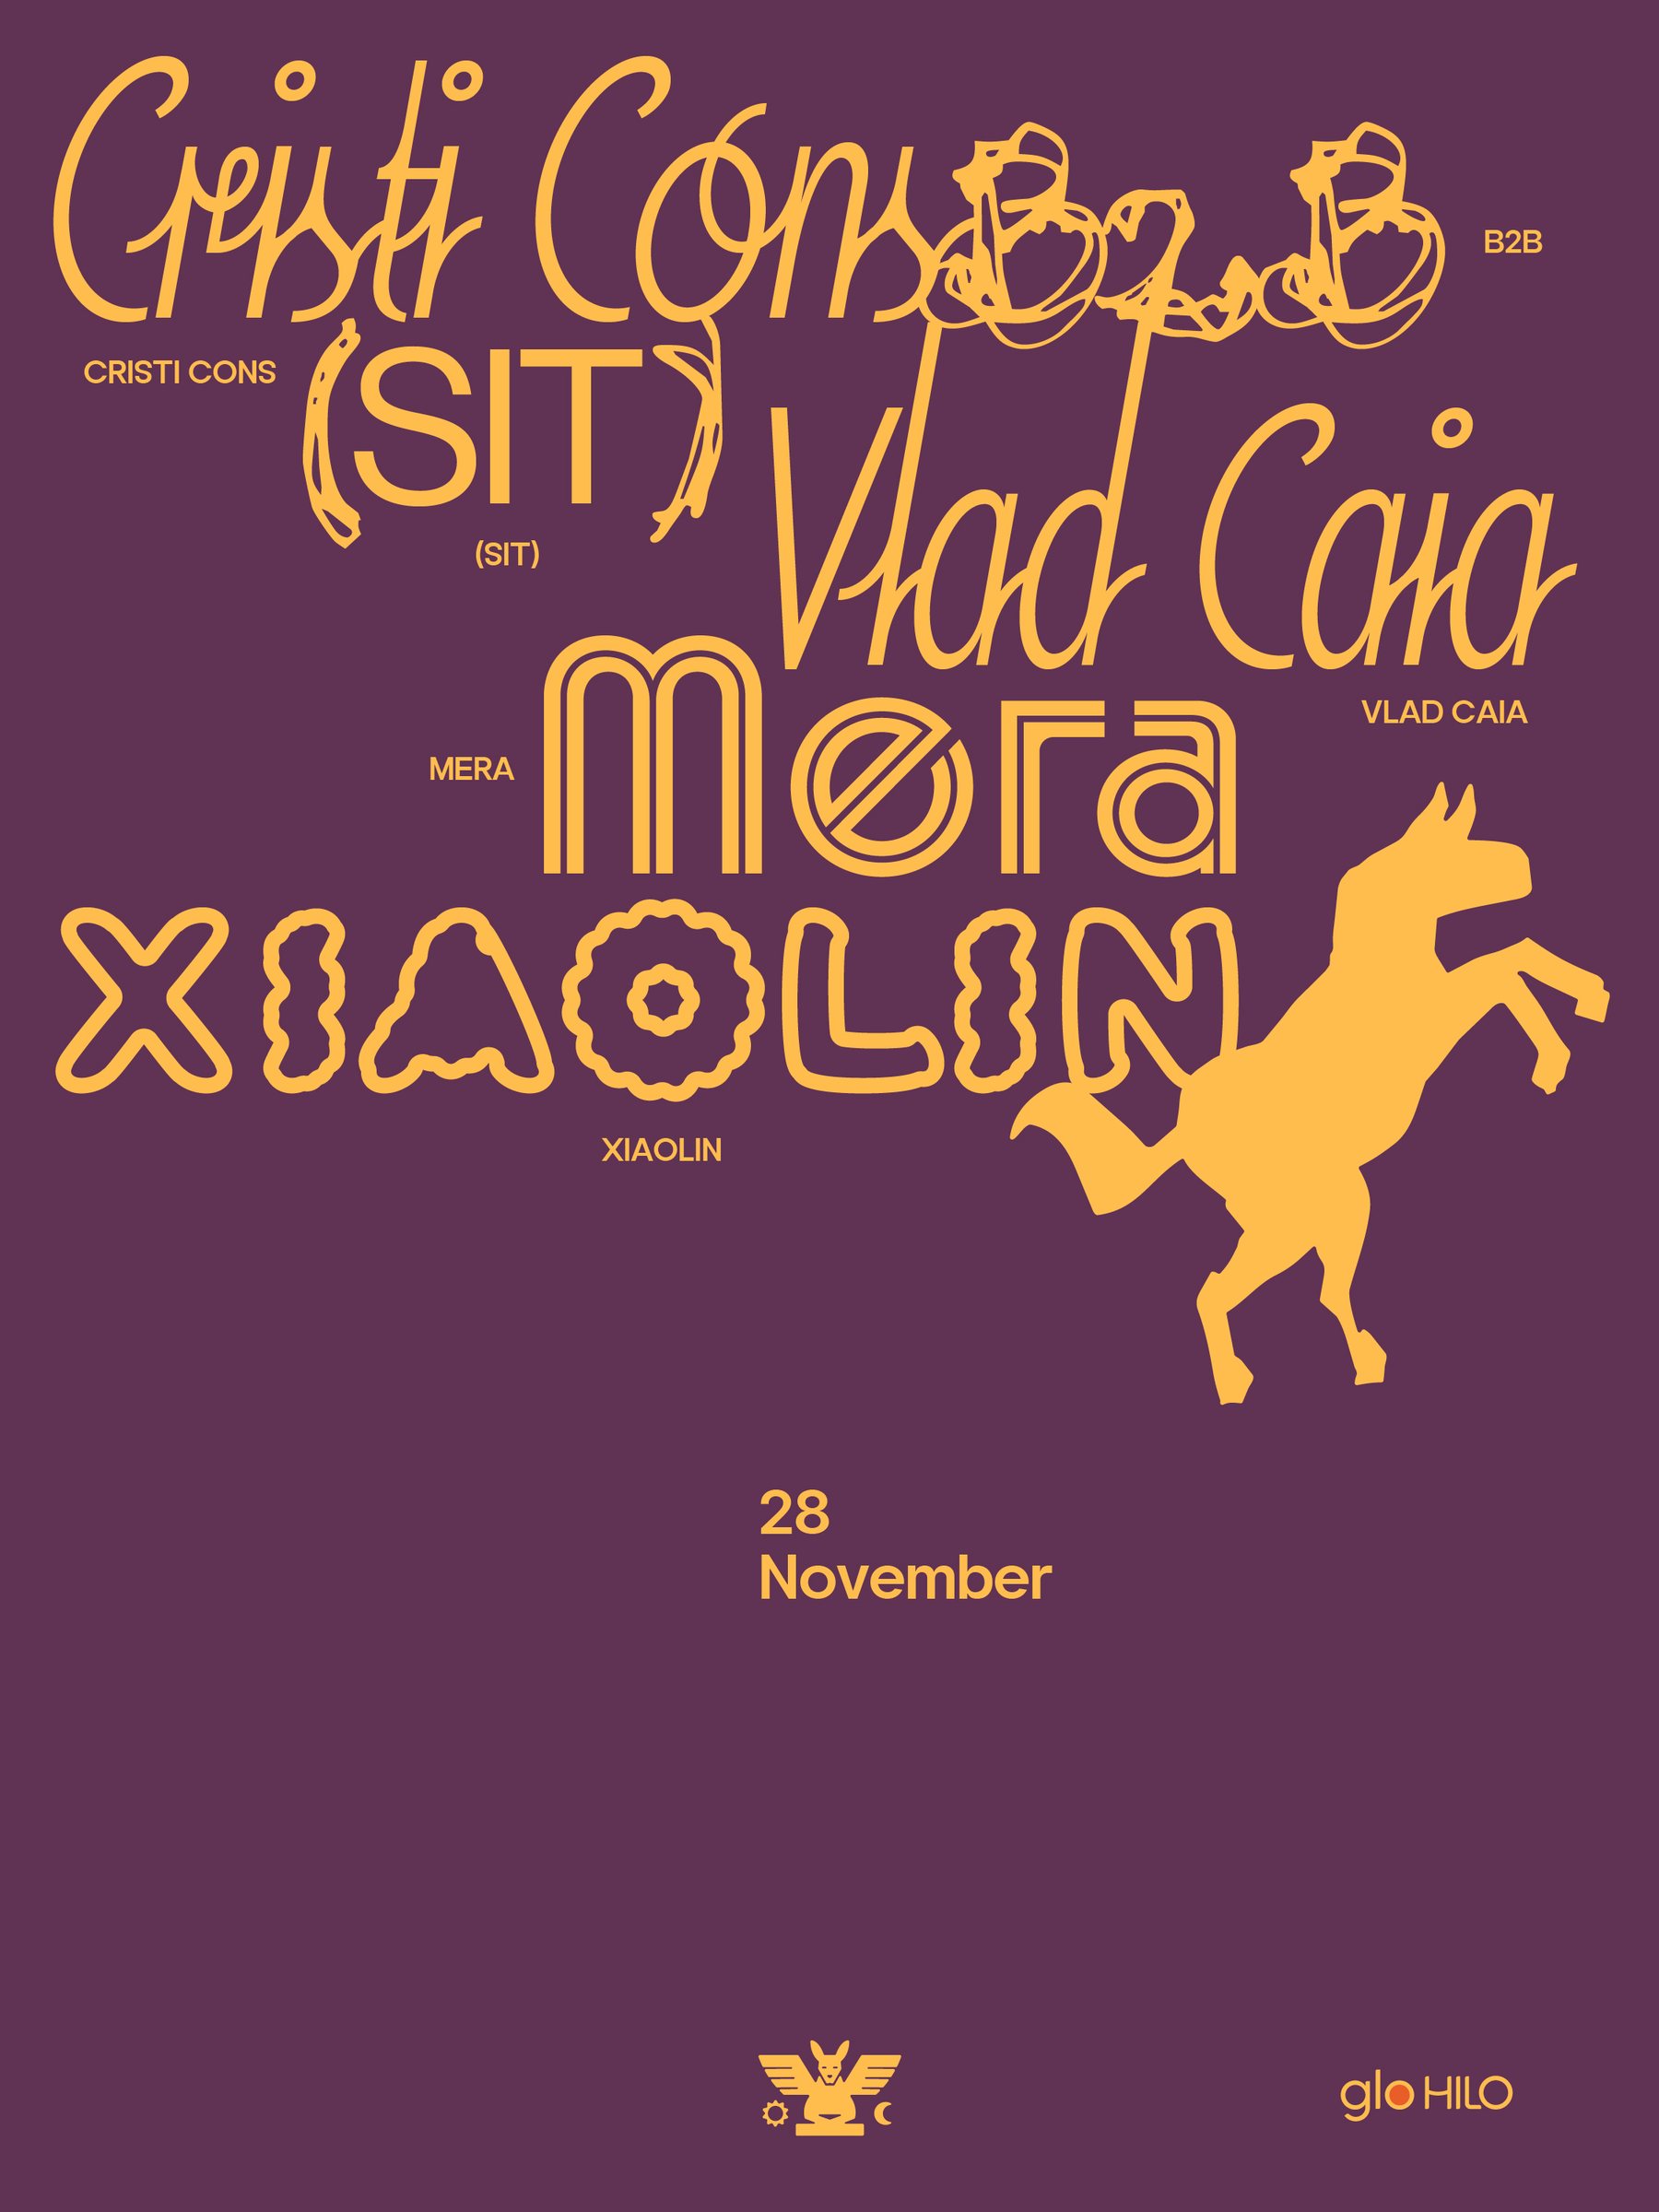 Cristi Cons B2B
B2B
CRISTI CONS
(SIT)
(SIT)
Vlad Caia
VLAD CAIA
mera
MERA
XIAOLIN
XIAOLIN
28
November
glo HILO